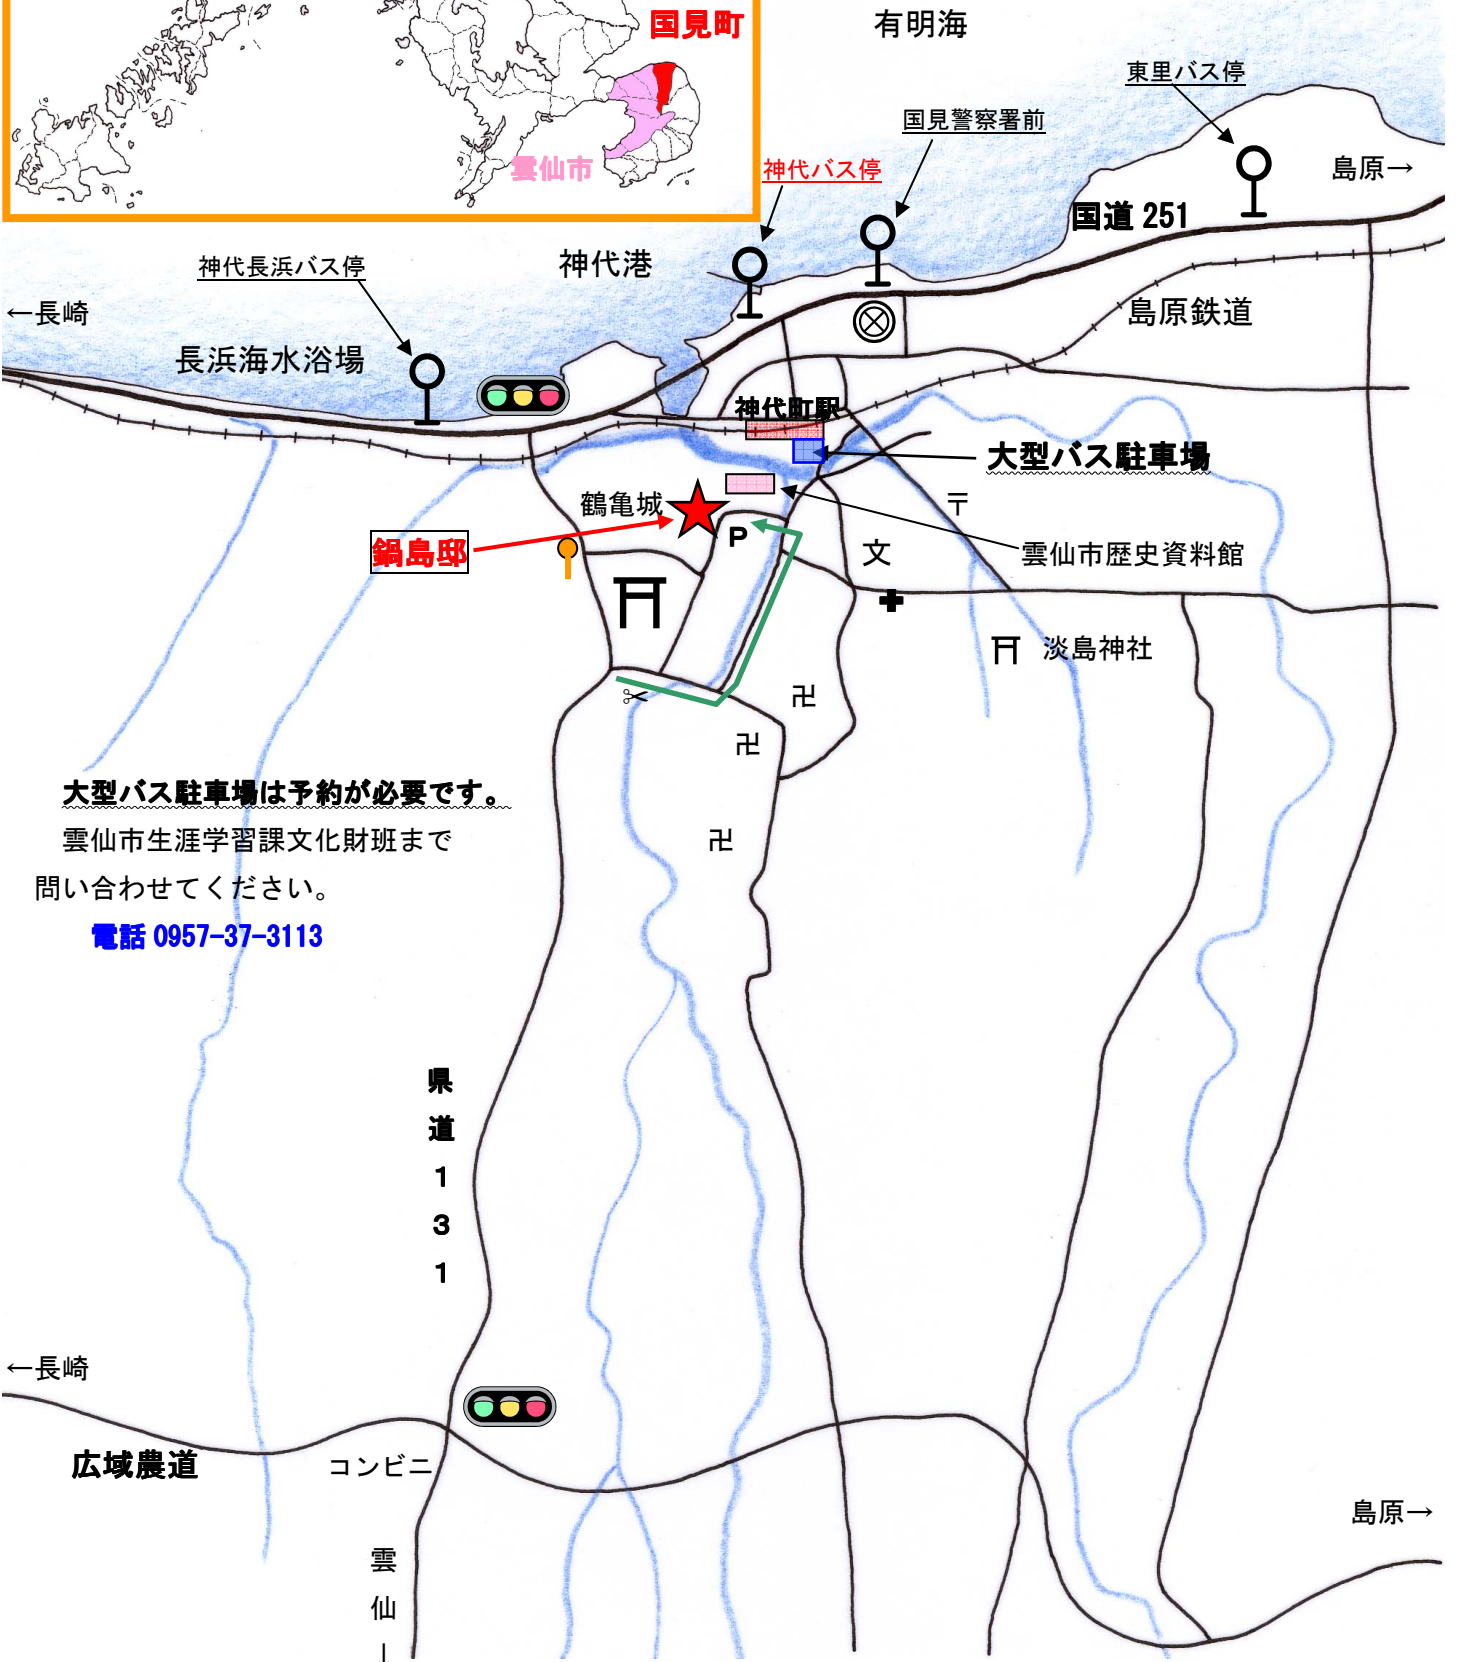 国見町
有明海
東里バス停
国見警察署前
雲仙市
神代バス停
島原→
国道 251
神代港
神代長浜バス停
←長崎
島原鉄道
長浜海水浴場
神代町駅
大型バス駐車場
鶴亀城
〒
P
鍋島邸
文
雲仙市歴史資料館
淡島神社
卍
卍
大型バス駐車場は予約が必要です。
雲仙市生涯学習課文化財班まで
卍
問い合わせてください。
電話 0957-37-3113
県道131
←長崎
広域農道
コンビニ
島原→
雲仙